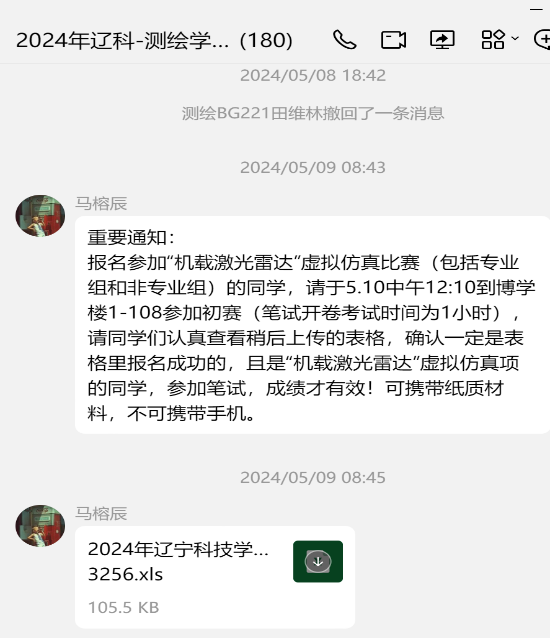 2024年辽科-测绘学... (180)
2024/05/08 18:42
测绘BG221田维林撤回了一条消息
2024/05/09 08:43
马榕辰
重要通知：
报名参加“机载激光雷达”虚拟仿真比赛（包括专业
组和非专业组）的同学，请于5.10中午12:10到博学
楼1-108参加初赛（笔试开卷考试时间为1小时），
请同学们认真查看稍后上传的表格，确认一定是表
格里报名成功的，且是“机载激光雷达”虚拟仿真项
的同学，参加笔试，成绩才有效！可携带纸质材
料，不可携带手机。
2024/05/09 08:45
马榕辰
2024年辽宁科技学...
3256.xls
105.5 KB